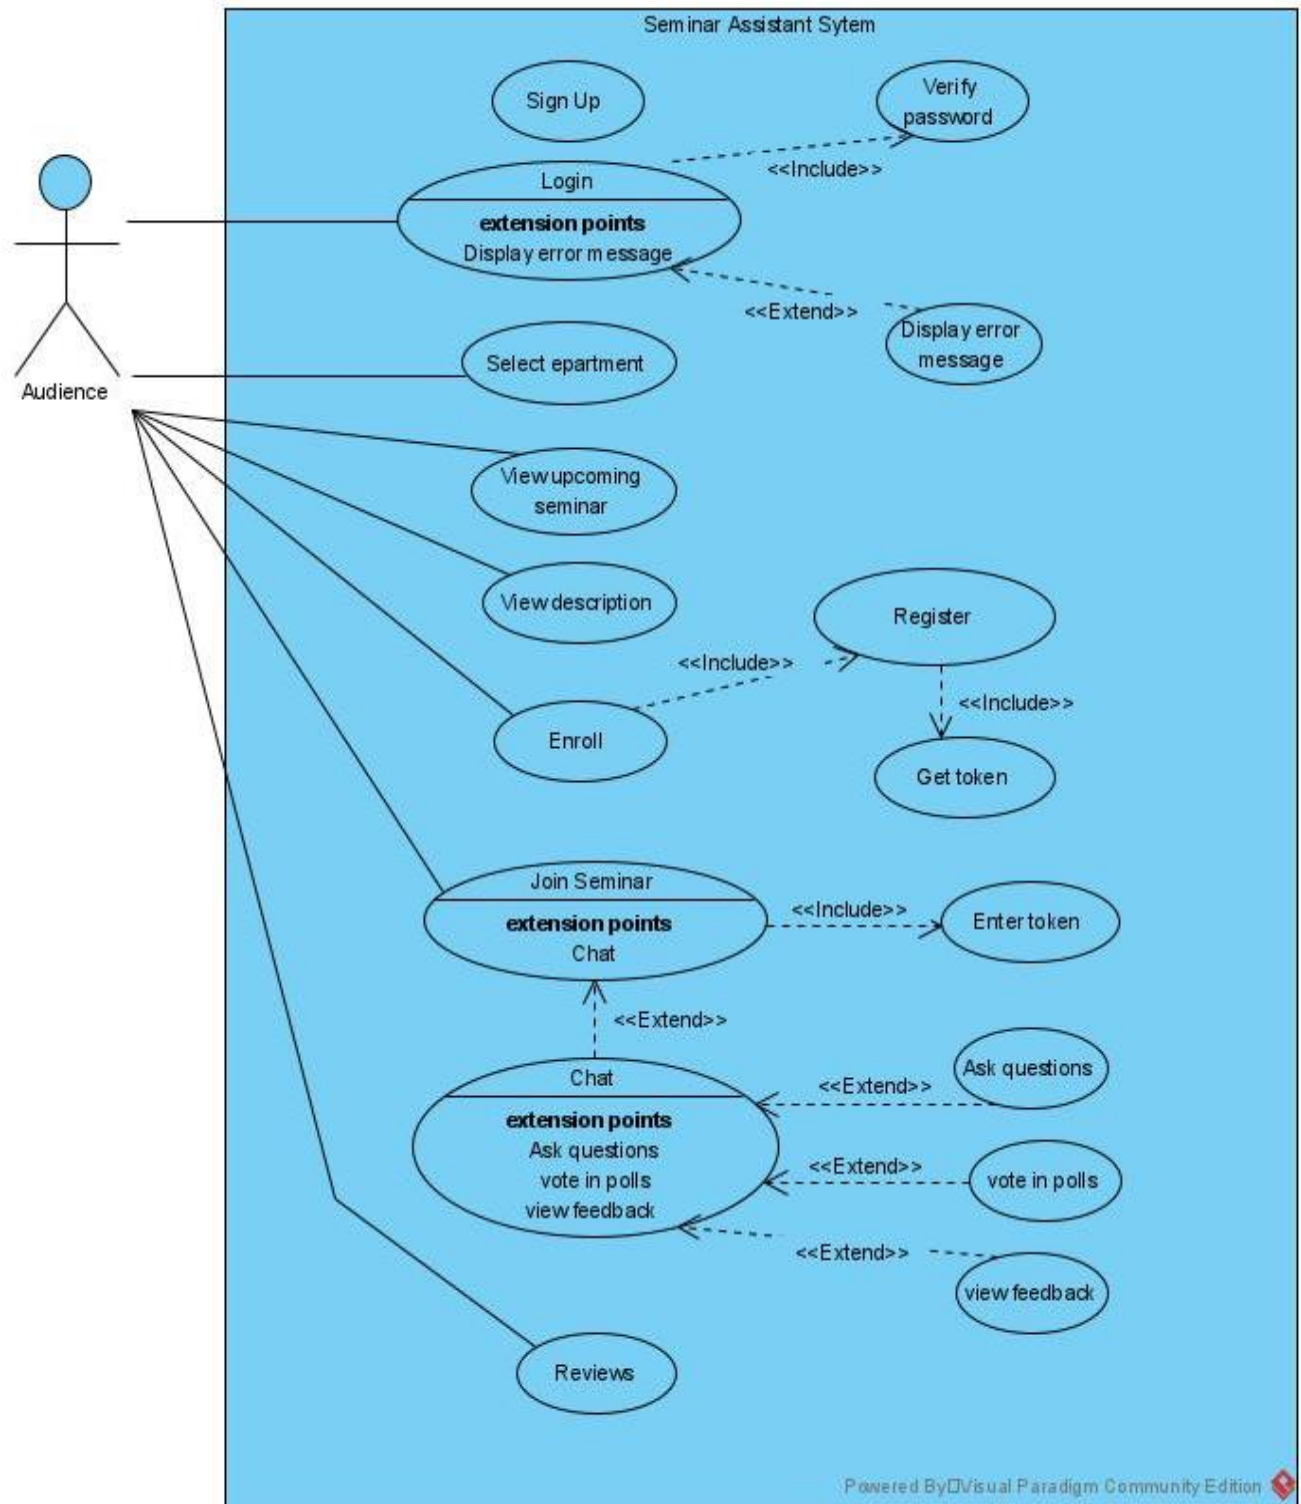 Seminar Assistant Sytem
Sign Up
Verify
password
<<Include>>
Login
extension points
Display error message
<<Extend>>
Display error
message
Audience
Select epartment
View upcoming
seminar
View description
Register
<<Include>>
<<Include>>
Enroll
Get token
Join Seminar
extension points
Chat
<<Include>>
Enter token
<<Extend>>
Chat
extension points
Ask questions
vote in polls
view feedback
<<Extend>>
Ask questions
<<Extend>>
vote in polls
<<Extend>>
view feedback
Reviews
Powered By□Visual Paradigm Community Edition